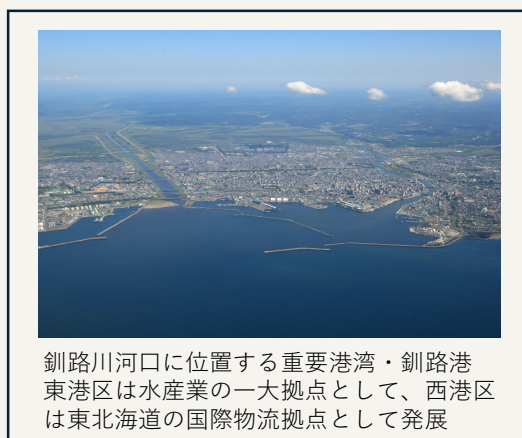 釧路川河口に位置する重要港湾・釧路港
東港区は水産業の一大拠点として、西港区
は東北海道の国際物流拠点として発展